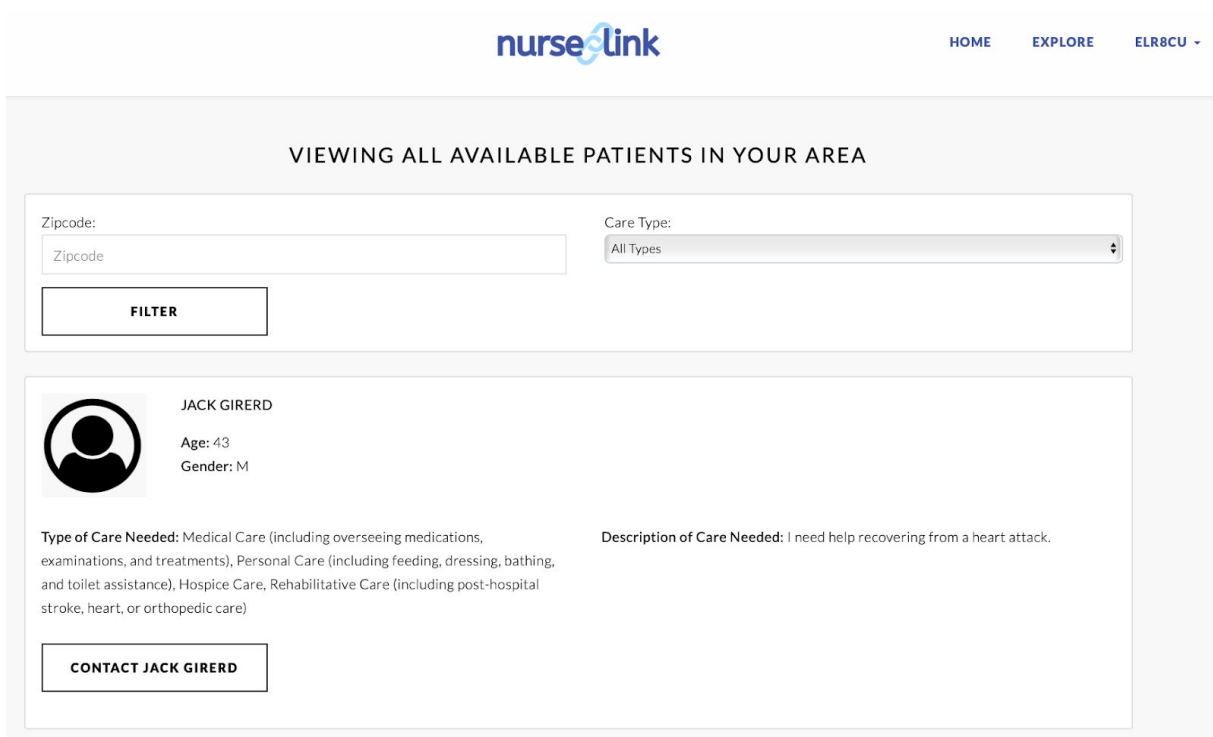 nurse link
HOME EXPLORE ELR8CU
VIEWING ALL AVAILABLE PATIENTS IN YOUR AREA
Zipcode:
Care Type:
Zipcode
All Types
FILTER
JACK GIRERD
Age: 43
Gender: M
Type of Care Needed: Medical Care (including overseeing medications,
examinations, and treatments), Personal Care (including feeding, dressing, bathing,
and toilet assistance), Hospice Care, Rehabilitative Care (including post-hospital
stroke, heart, or orthopedic care)
Description of Care Needed: I need help recovering from a heart attack.
CONTACT JACK GIRERD